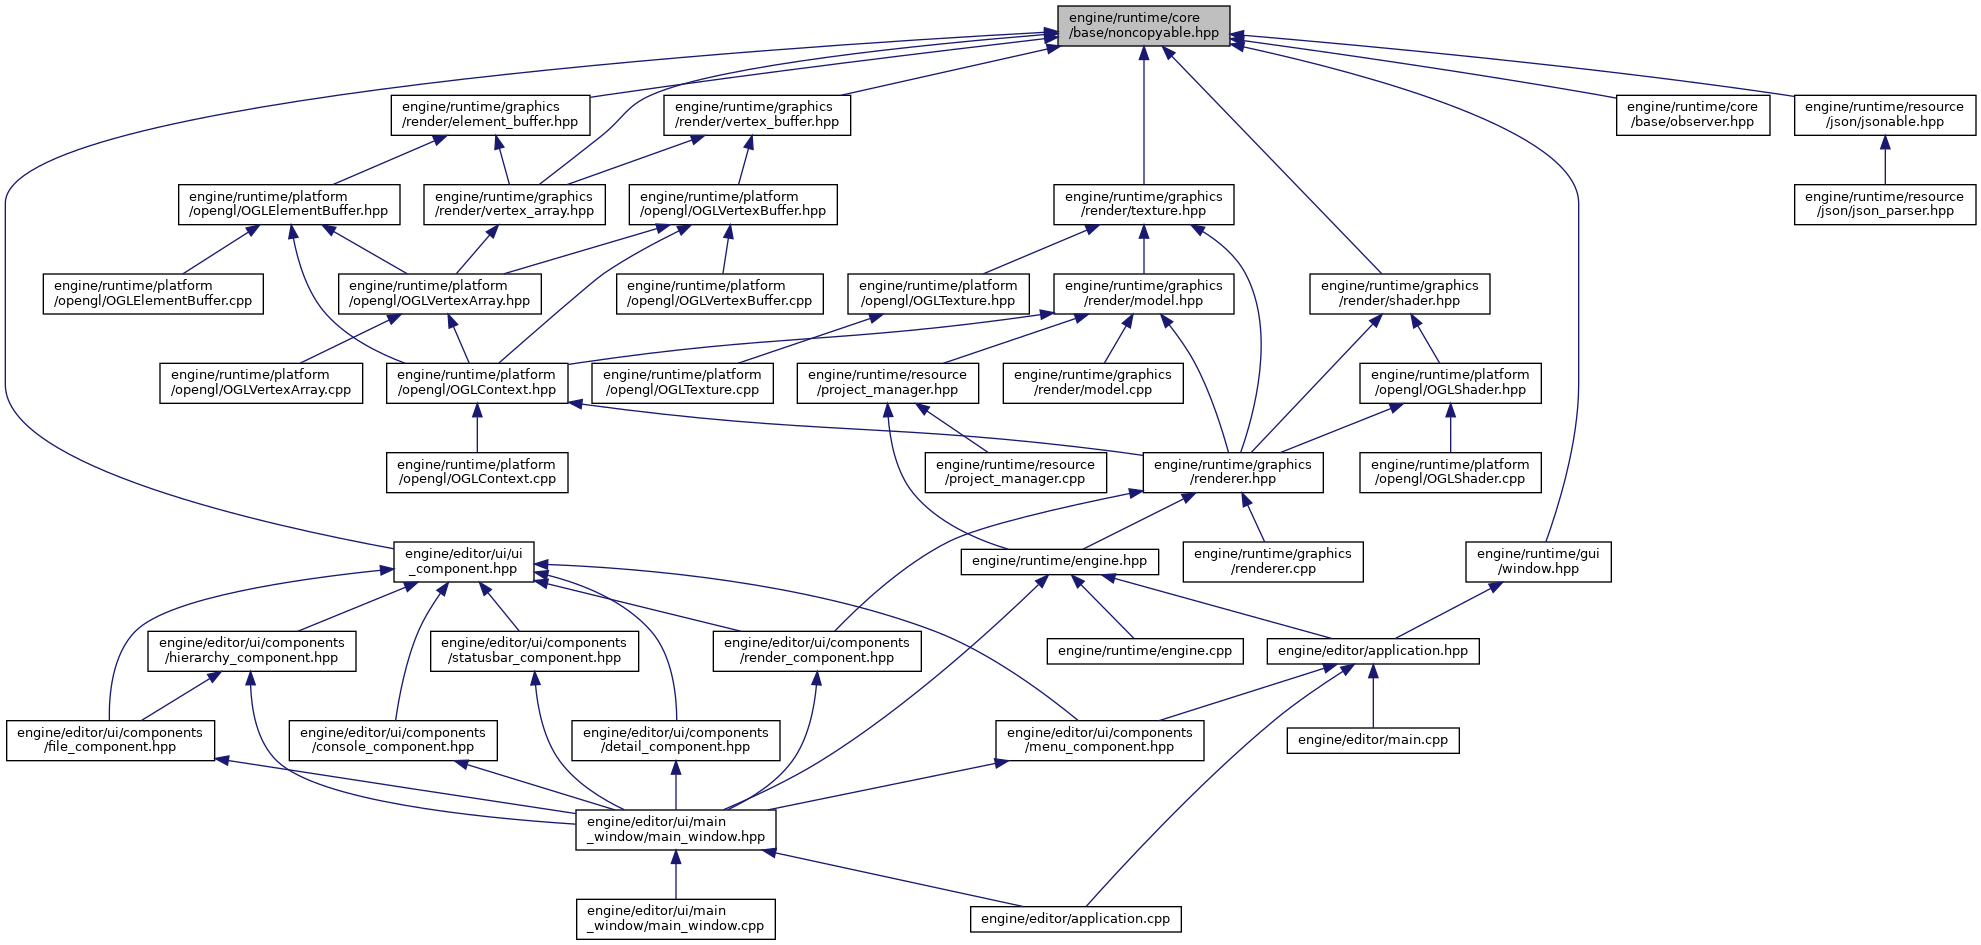 engine/runtime/core
/base/noncopyable.hpp
engine/runtime/graphics
/render/element_buffer.hpp
engine/runtime/graphics
/render/vertex_buffer.hpp
engine/runtime/core
/base/observer.hpp
engine/runtime/resource
/json/jsonable.hpp
engine/runtime/platform
/opengl/OGLElementBuffer.hpp
engine/runtime/graphics
/render/vertex_array.hpp
engine/runtime/platform
/opengl/OGLVertexBuffer.hpp
engine/runtime/graphics
/render/texture.hpp
engine/runtime/resource
/json/json_parser.hpp
engine/runtime/platform
/opengl/OGLElementBuffer.cpp
engine/runtime/platform
/opengl/OGLVertexArray.hpp
engine/runtime/platform
/opengl/OGLVertexBuffer.cpp
engine/runtime/platform
/opengl/OGLTexture.hpp
engine/runtime/graphics
/render/model.hpp
engine/runtime/graphics
/render/shader.hpp
engine/runtime/platform
/opengl/OGLVertexArray.cpp
engine/runtime/platform
/opengl/OGLContext.hpp
engine/runtime/platform
/opengl/OGLTexture.cpp
engine/runtime/resource
/project_manager.hpp
engine/runtime/graphics
/render/model.cpp
engine/runtime/platform
/opengl/OGLShader.hpp
engine/runtime/platform
/opengl/OGLContext.cpp
engine/runtime/resource
/project_manager.cpp
engine/runtime/graphics
/renderer.hpp
engine/runtime/platform
/opengl/OGLShader.cpp
engine/editor/ui/ui
_component.hpp
engine/runtime/engine.hpp
engine/runtime/graphics
/renderer.cpp
engine/runtime/gui
/window.hpp
engine/editor/ui/components
/hierarchy_component.hpp
engine/editor/ui/components
/statusbar_component.hpp
engine/editor/ui/components
/render_component.hpp
engine/runtime/engine.cpp
engine/editor/application.hpp
engine/editor/ui/components
/file_component.hpp
engine/editor/ui/components
/console_component.hpp
engine/editor/ui/components
/detail_component.hpp
engine/editor/ui/components
/menu_component.hpp
engine/editor/main.cpp
engine/editor/ui/main
_window/main_window.hpp
engine/editor/ui/main
_window/main_window.cpp
engine/editor/application.cpp